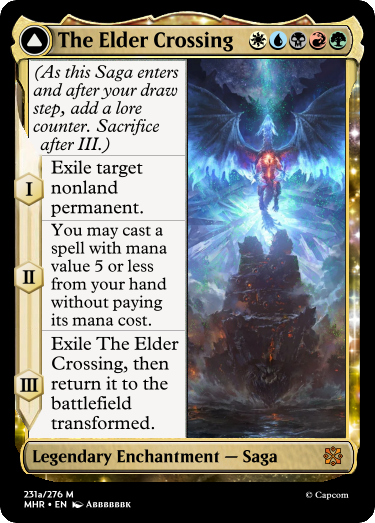 The Elder Crossing
(As this Saga enters
and after your draw
step, add a lore
counter. Sacrifice
after III.)
I
Exile target
nonland
permanent.
II
You may cast a
spell with mana
value 5 or less
from your hand
without paying
its mana cost.
III
Exile The Elder
Crossing, then
return it to the
battlefield
transformed.
Legendary Enchantment — Saga
231a/276 M
MHR • EN ABBBBBBK
© Capcom